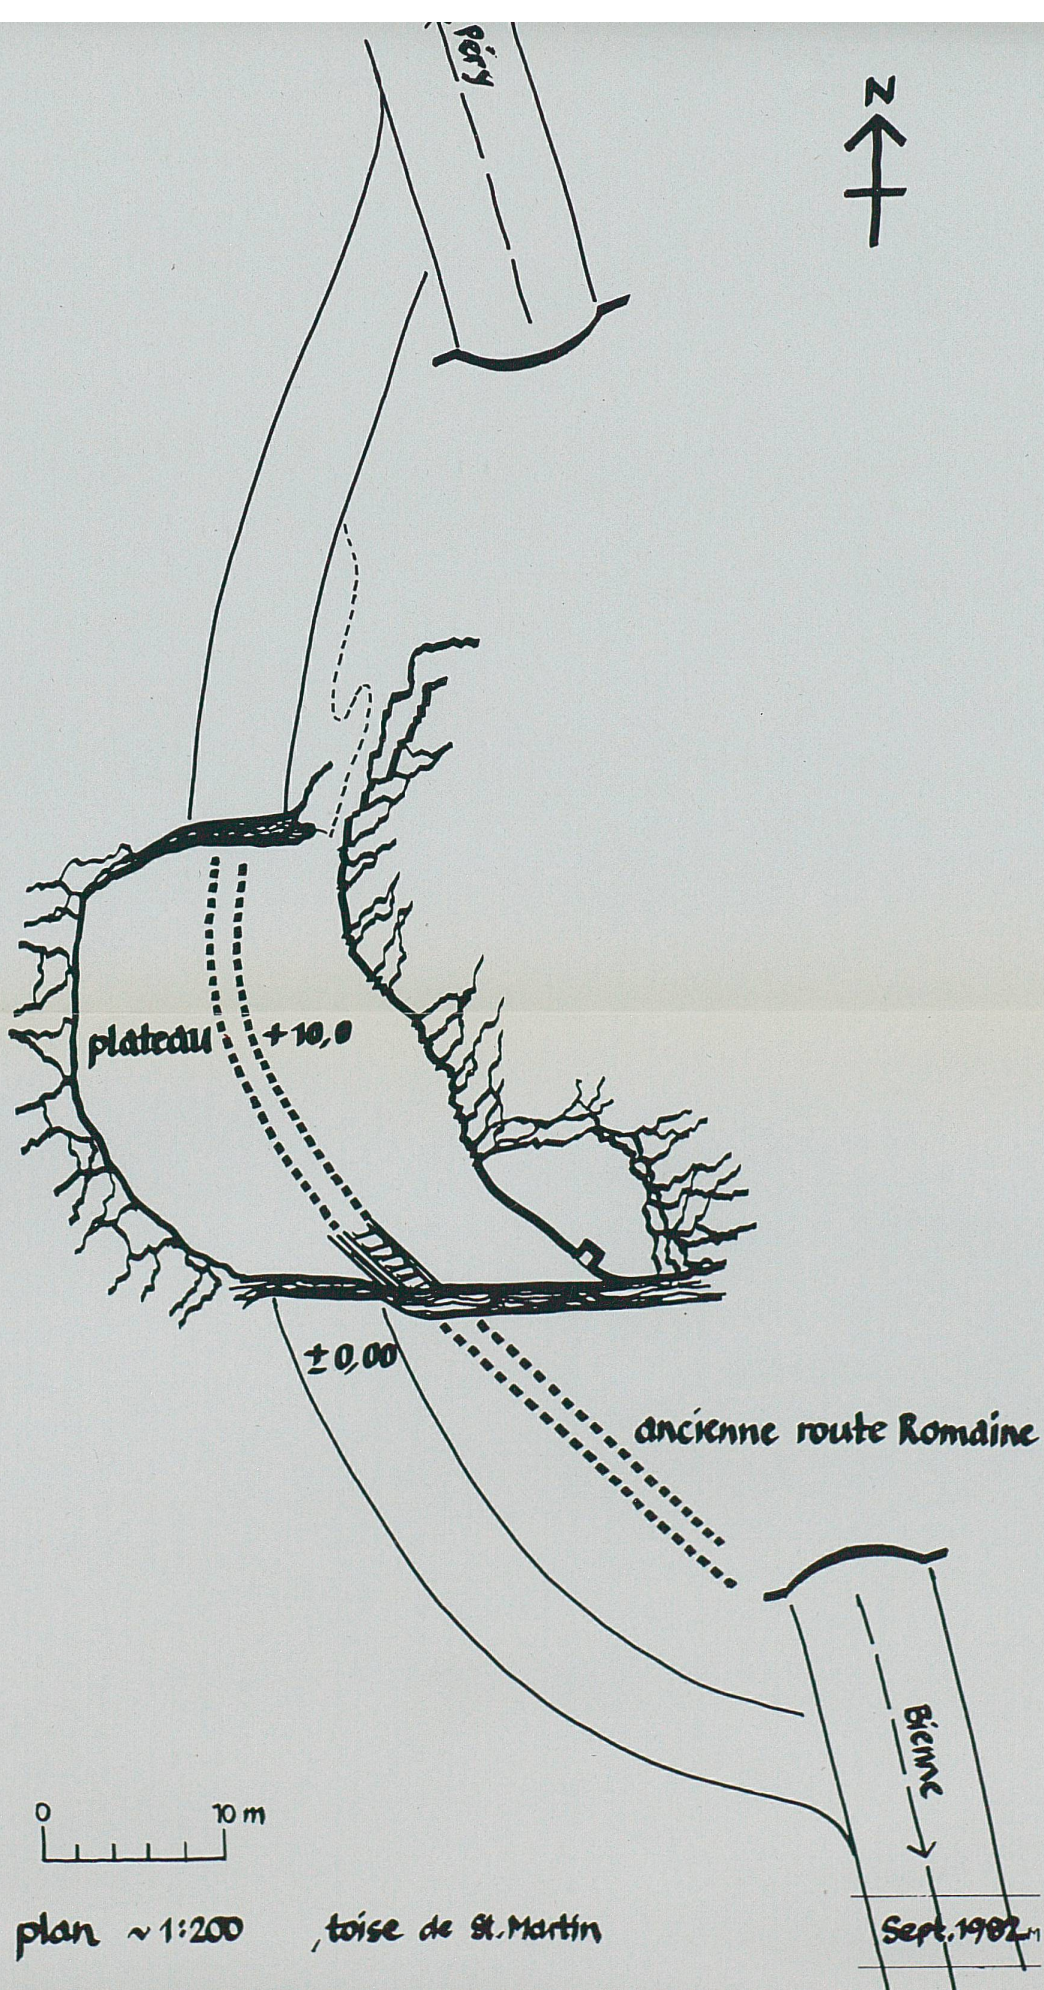 Péry
N
plateau +10,0
±0,00
ancienne route Romaine
Bienne
0 10 m
plan ~ 1:200 , toise de St. Martin Sept. 1982